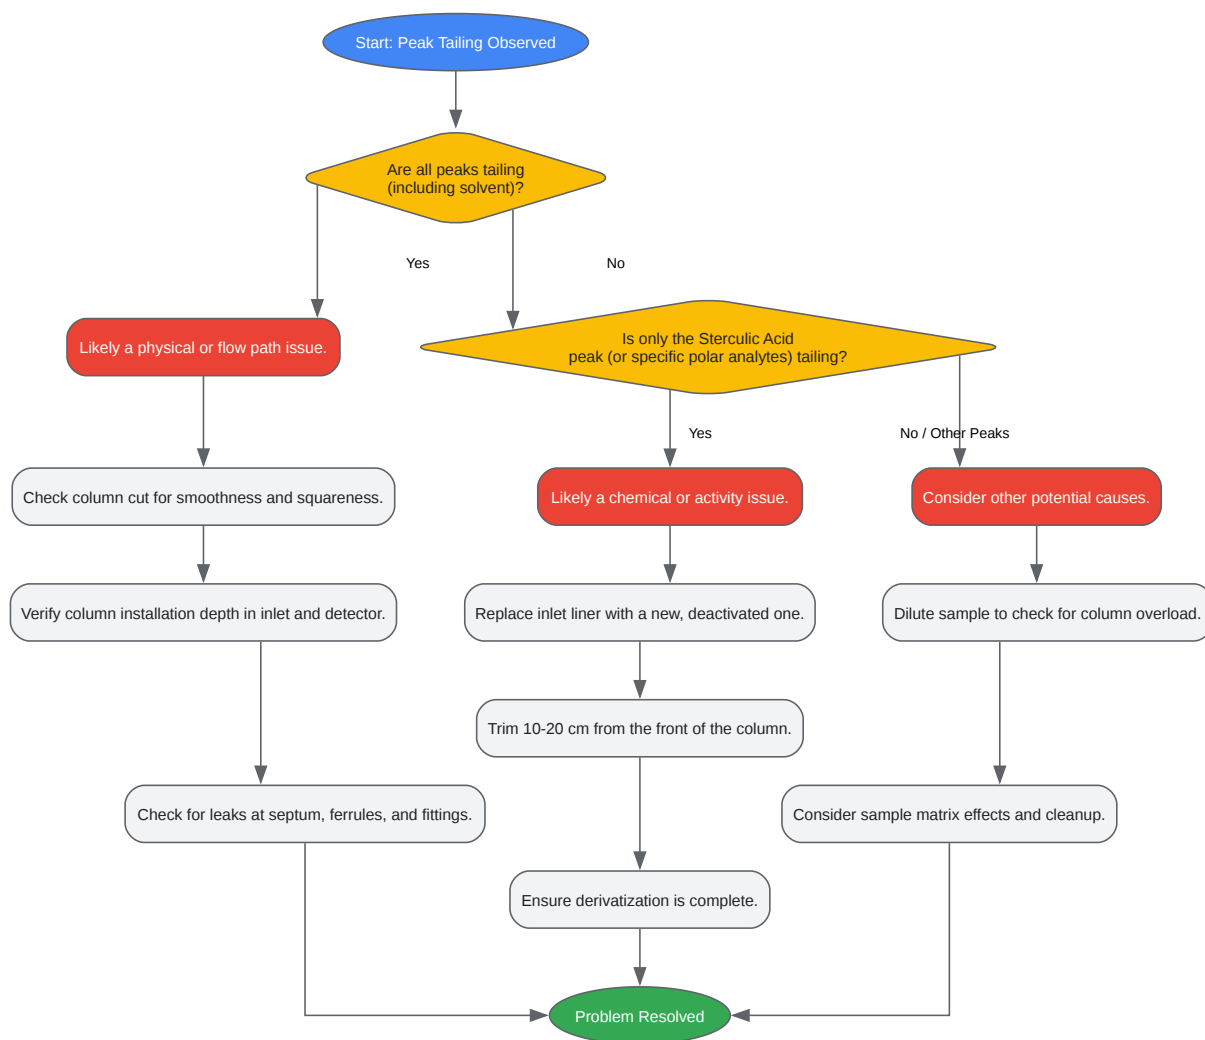 Start: Peak Tailing Observed
Are all peaks tailing
(including solvent)?
Yes
No
Likely a physical or flow path issue.
Is only the Sterculic Acid
peak (or specific polar analytes) tailing?
Yes
No / Other Peaks
Check column cut for smoothness and squareness.
Likely a chemical or activity issue.
Consider other potential causes.
Verify column installation depth in inlet and detector.
Replace inlet liner with a new, deactivated one.
Dilute sample to check for column overload.
Trim 10-20 cm from the front of the column.
Check for leaks at septum, ferrules, and fittings.
Consider sample matrix effects and cleanup.
Ensure derivatization is complete.
Problem Resolved